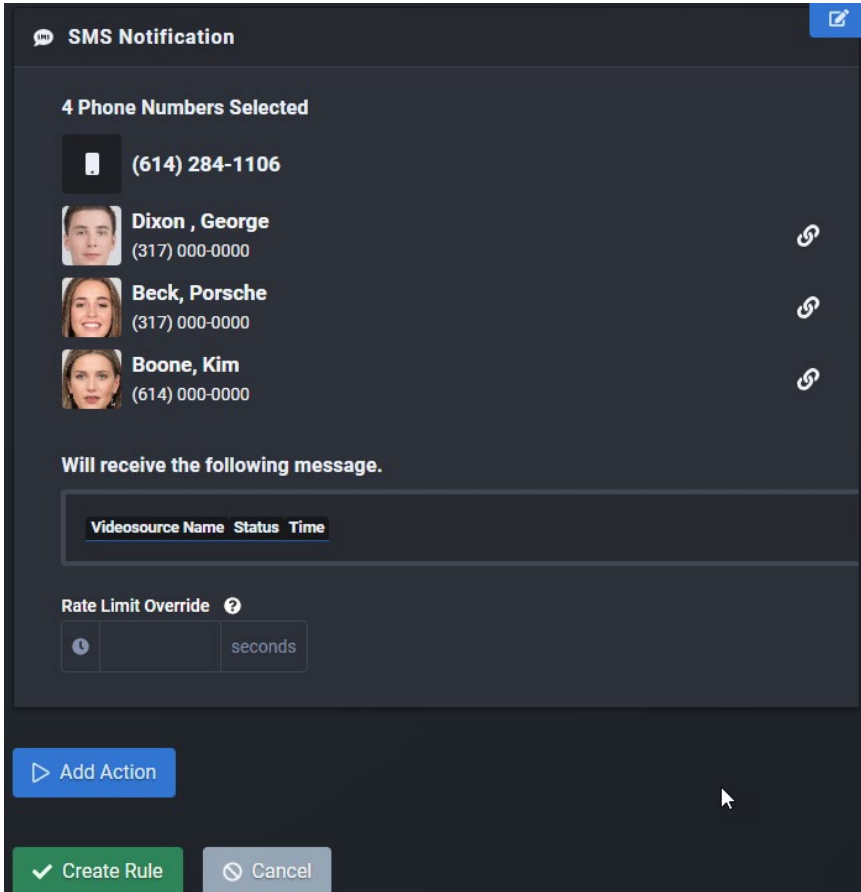 SMS Notification
4 Phone Numbers Selected
(614) 284-1106
Dixon , George
(317) 000-0000
Beck, Porsche
(317) 000-0000
Boone, Kim
(614) 000-0000
Will receive the following message.
Videosource Name Status Time
Rate Limit Override ?
seconds
Add Action
Create Rule Cancel